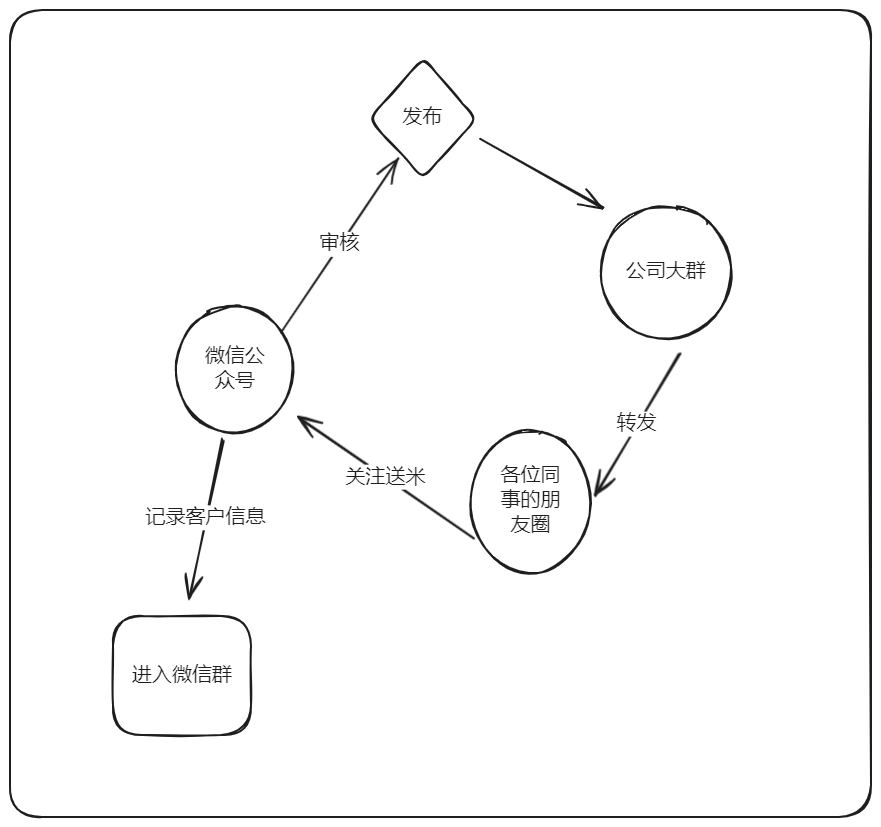 发布
审核
公司大群
微信公
众号
转发
关注送米
各位同
事的朋
友圈
记录客户信息
进入微信群